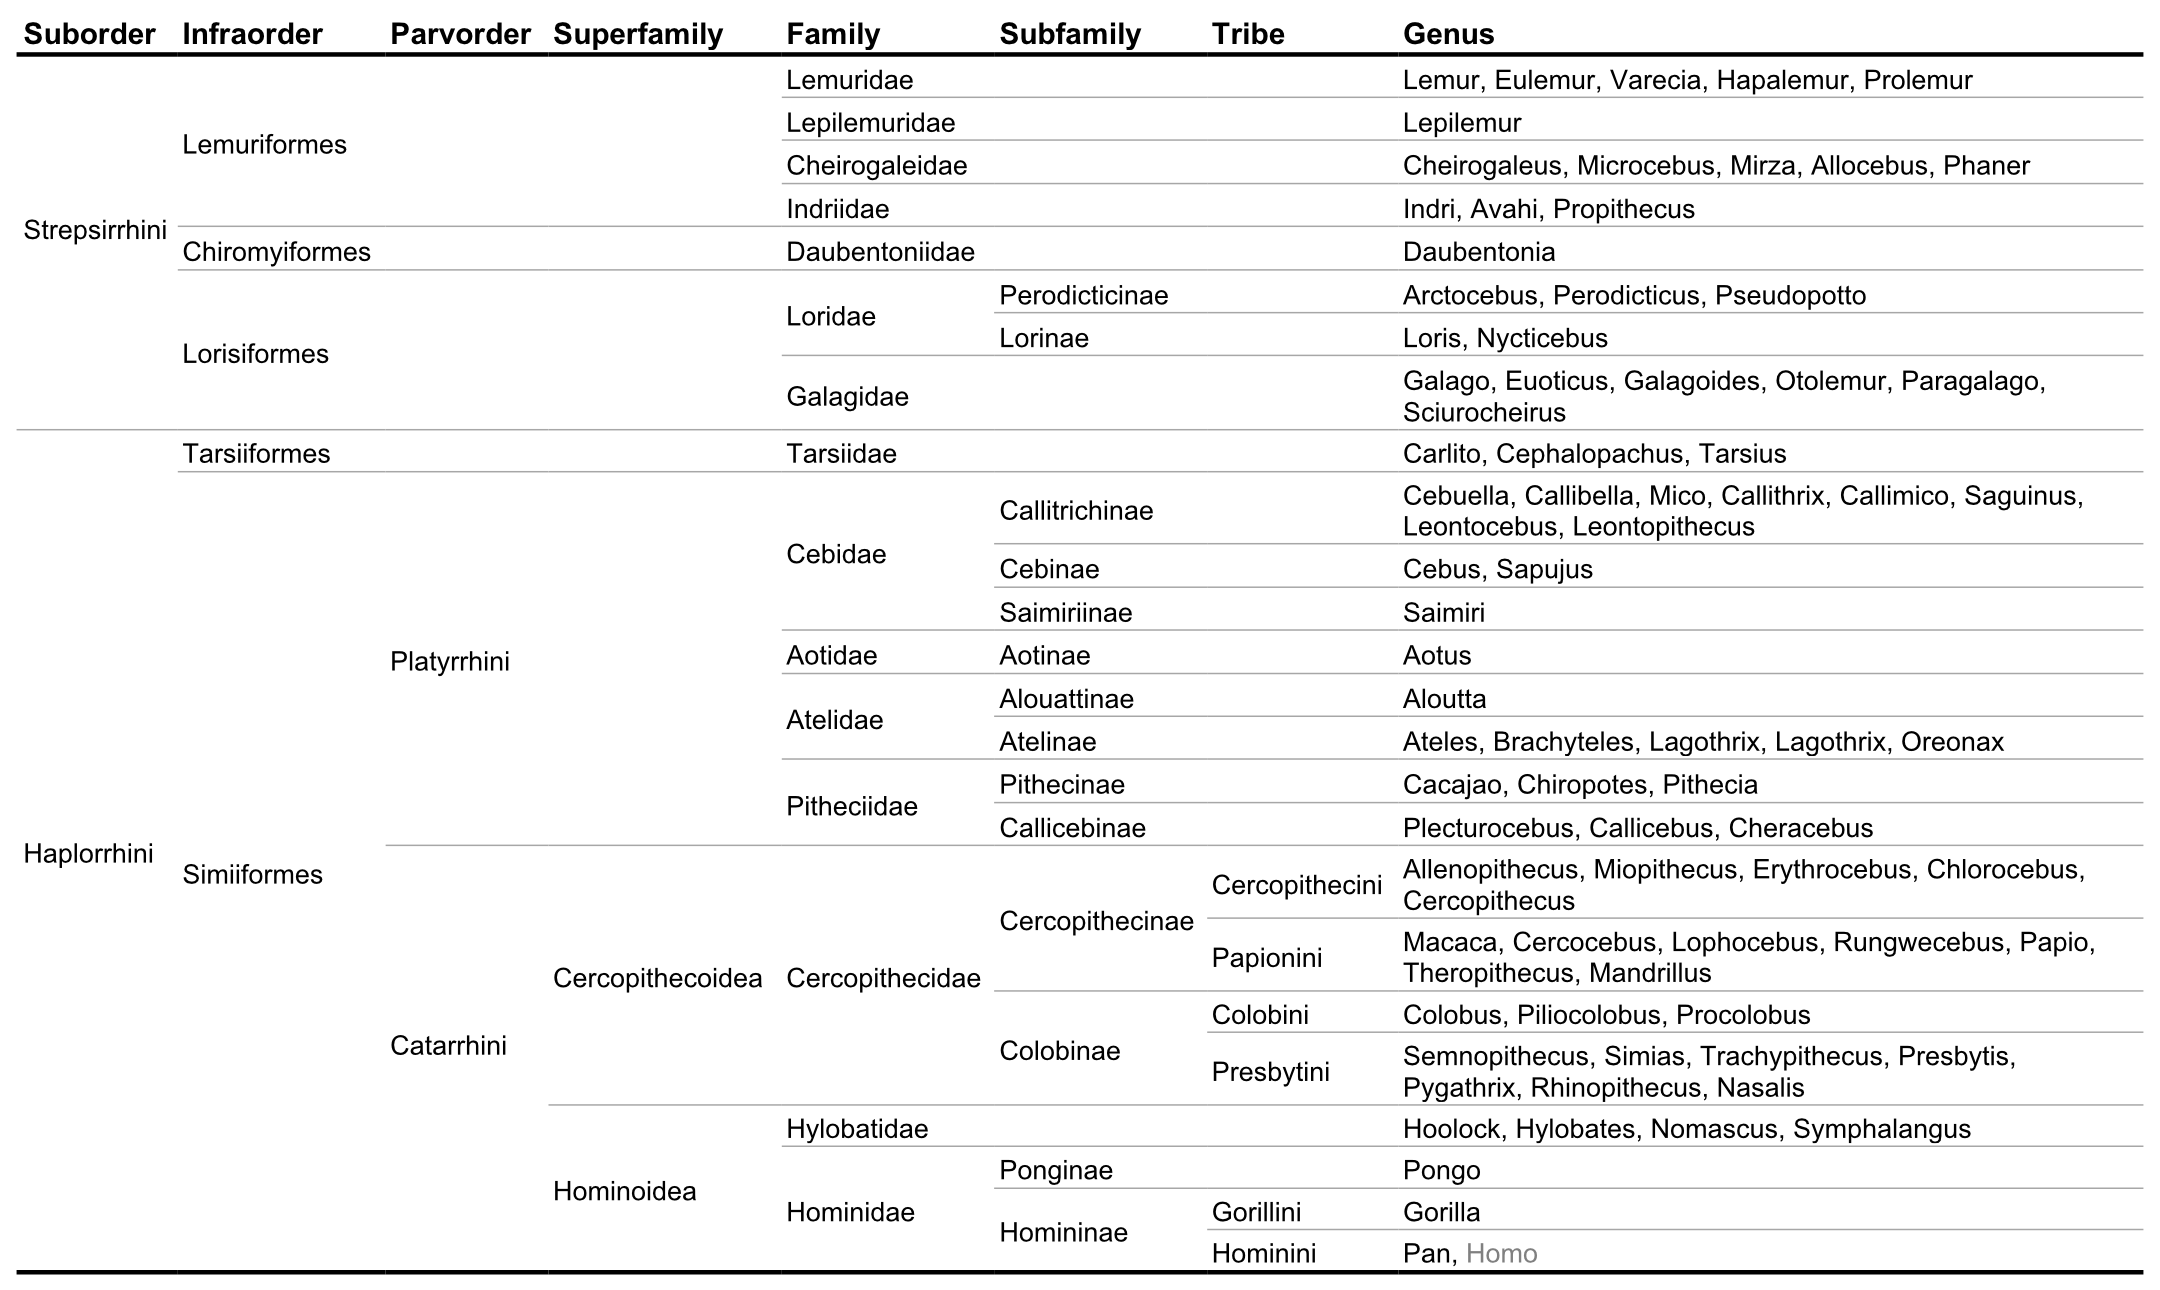 Suborder Infraorder Parvorder Superfamily Family Subfamily Tribe Genus
Lemuridae Lemur, Eulemur, Varecia, Hapalemur, Prolemur
Lepilemuridae Lepilemur
Lemuriformes
Cheirogaleidae Cheirogaleus, Microcebus, Mirza, Allocebus, Phaner
Indriidae Indri, Avahi, Propithecus
Strepsirrhini
Chiromyiformes Daubentoniidae Daubentonia
Perodicticinae Arctocebus, Perodicticus, Pseudopotto
Loridae
Lorinae Loris, Nycticebus
Lorisiformes
Galago, Euoticus, Galagoides, Otolemur, Paragalago,
Galagidae
Sciurocheirus
Tarsiiformes Tarsiidae Carlito, Cephalopachus, Tarsius
Cebuella, Callibella, Mico, Callithrix, Callimico, Saguinus,
Callitrichinae
Leontocebus, Leontopithecus
Cebidae
Cebinae Cebus, Sapujus
Saimiriinae Saimiri
Aotidae Aotinae Aotus
Platyrrhini
Alouattinae Aloutta
Atelidae
Atelinae Ateles, Brachyteles, Lagothrix, Lagothrix, Oreonax
Pithecinae Cacajao, Chiropotes, Pithecia
Pitheciidae
Callicebinae Plecturocebus, Callicebus, Cheracebus
Haplorrhini
Simiiformes
Allenopithecus, Miopithecus, Erythrocebus, Chlorocebus,
Cercopithecini
Cercopithecus
Cercopithecinae
Macaca, Cercocebus, Lophocebus, Rungwecebus, Papio,
Papionini
Theropithecus, Mandrillus
Cercopithecoidea Cercopithecidae
Colobini Colobus, Piliocolobus, Procolobus
Catarrhini
Colobinae
Semnopithecus, Simias, Trachypithecus, Presbytis,
Presbytini
Pygathrix, Rhinopithecus, Nasalis
Hylobatidae Hoolock, Hylobates, Nomascus, Symphalangus
Ponginae Pongo
Hominoidea
Hominidae Gorillini Gorilla
Homininae
Hominini Pan, Homo